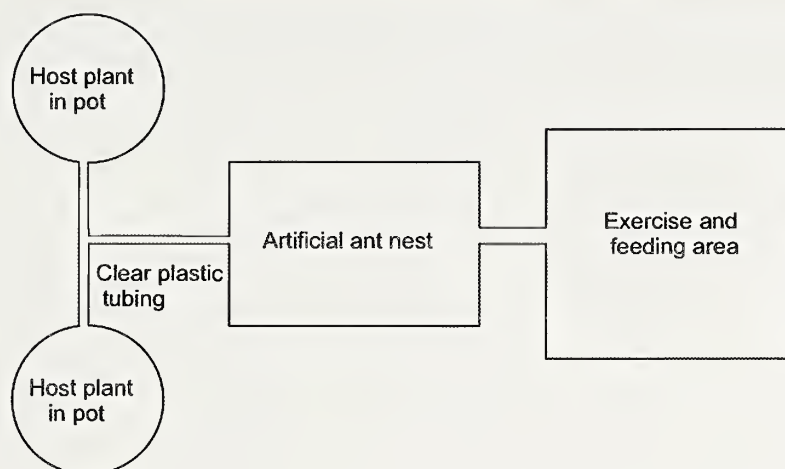 Host plant
in pot
Artificial ant nest
Exercise and
feeding area
Clear plastic
tubing
Host plant
in pot